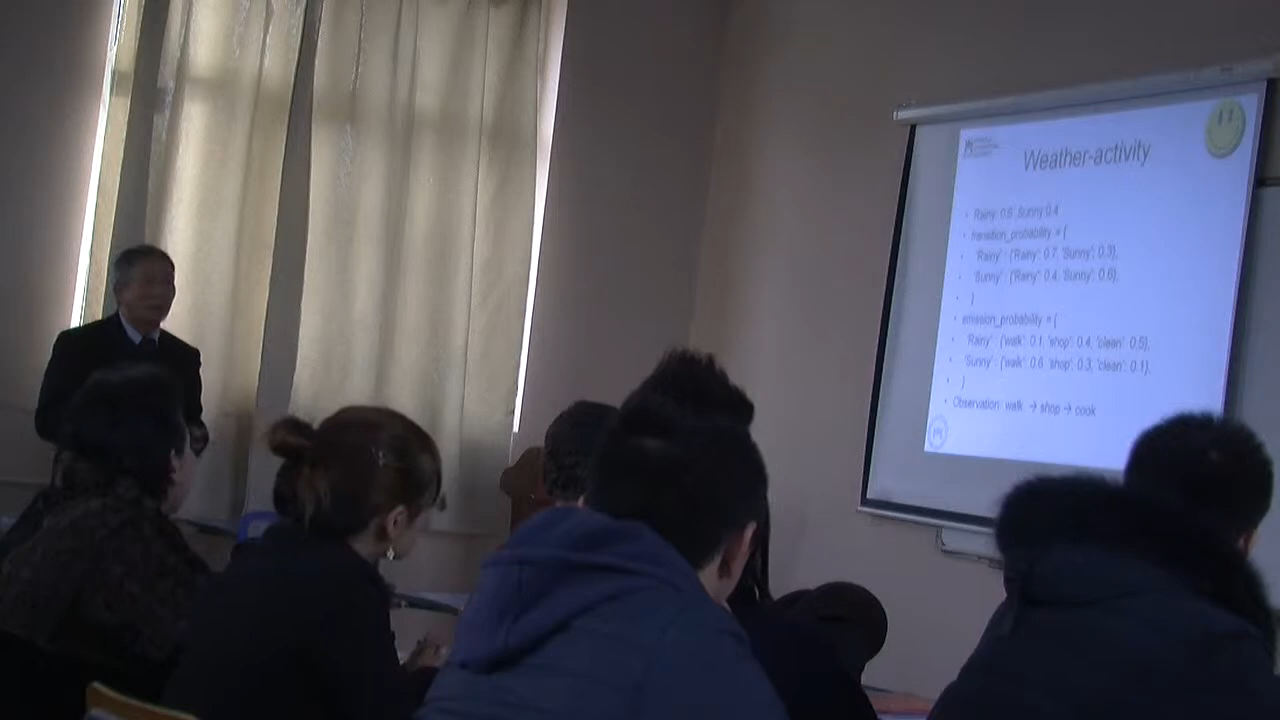 Weather-activity
• Rainy: 0.6, Sunny:0.4
• transition_probability = {
• 'Rainy' : {'Rainy': 0.7, 'Sunny': 0.3},
• 'Sunny' : {'Rainy': 0.4, 'Sunny': 0.6},
• }
• emission_probability = {
• 'Rainy' : {'walk': 0.1, 'shop': 0.4, 'clean': 0.5},
• 'Sunny' : {'walk': 0.6, 'shop': 0.3, 'clean': 0.1},
• }
• Observation: walk → shop → cook